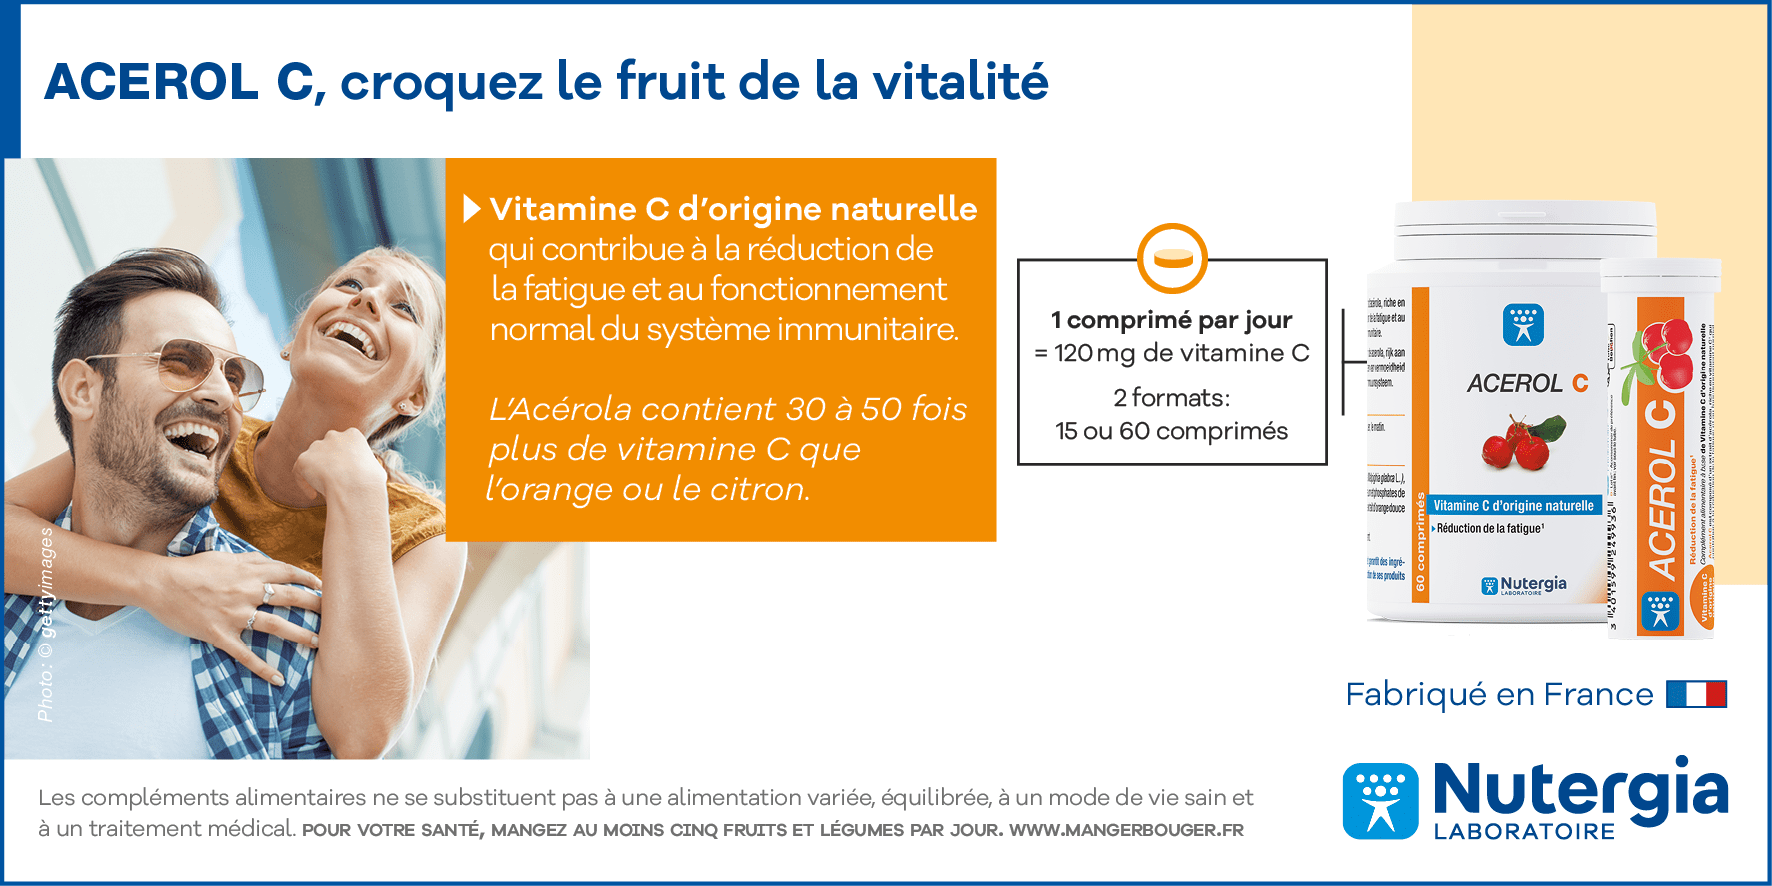 ACEROL C, croquez le fruit de la vitalité
Vitamine C d’origine naturelle
qui contribue à la réduction de
la fatigue et au fonctionnement
normal du système immunitaire.
L’Acérola contient 30 à 50 fois
plus de vitamine C que
l’orange ou le citron.
1 comprimé par jour
= 120 mg de vitamine C
2 formats :
15 ou 60 comprimés
ACEROL C
Vitamine C d’origine naturelle
Réduction de la fatigue¹
60 comprimés
Nutergia
LABORATOIRE
ACEROL C
Réduction de la fatigue¹
Vitamine C
d’origine
3 401599 249936
Photo : © gettyimages
Fabriqué en France
Nutergia
LABORATOIRE
Les compléments alimentaires ne se substituent pas à une alimentation variée, équilibrée, à un mode de vie sain et
à un traitement médical. POUR VOTRE SANTÉ, MANGEZ AU MOINS CINQ FRUITS ET LÉGUMES PAR JOUR. WWW.MANGERBOUGER.FR